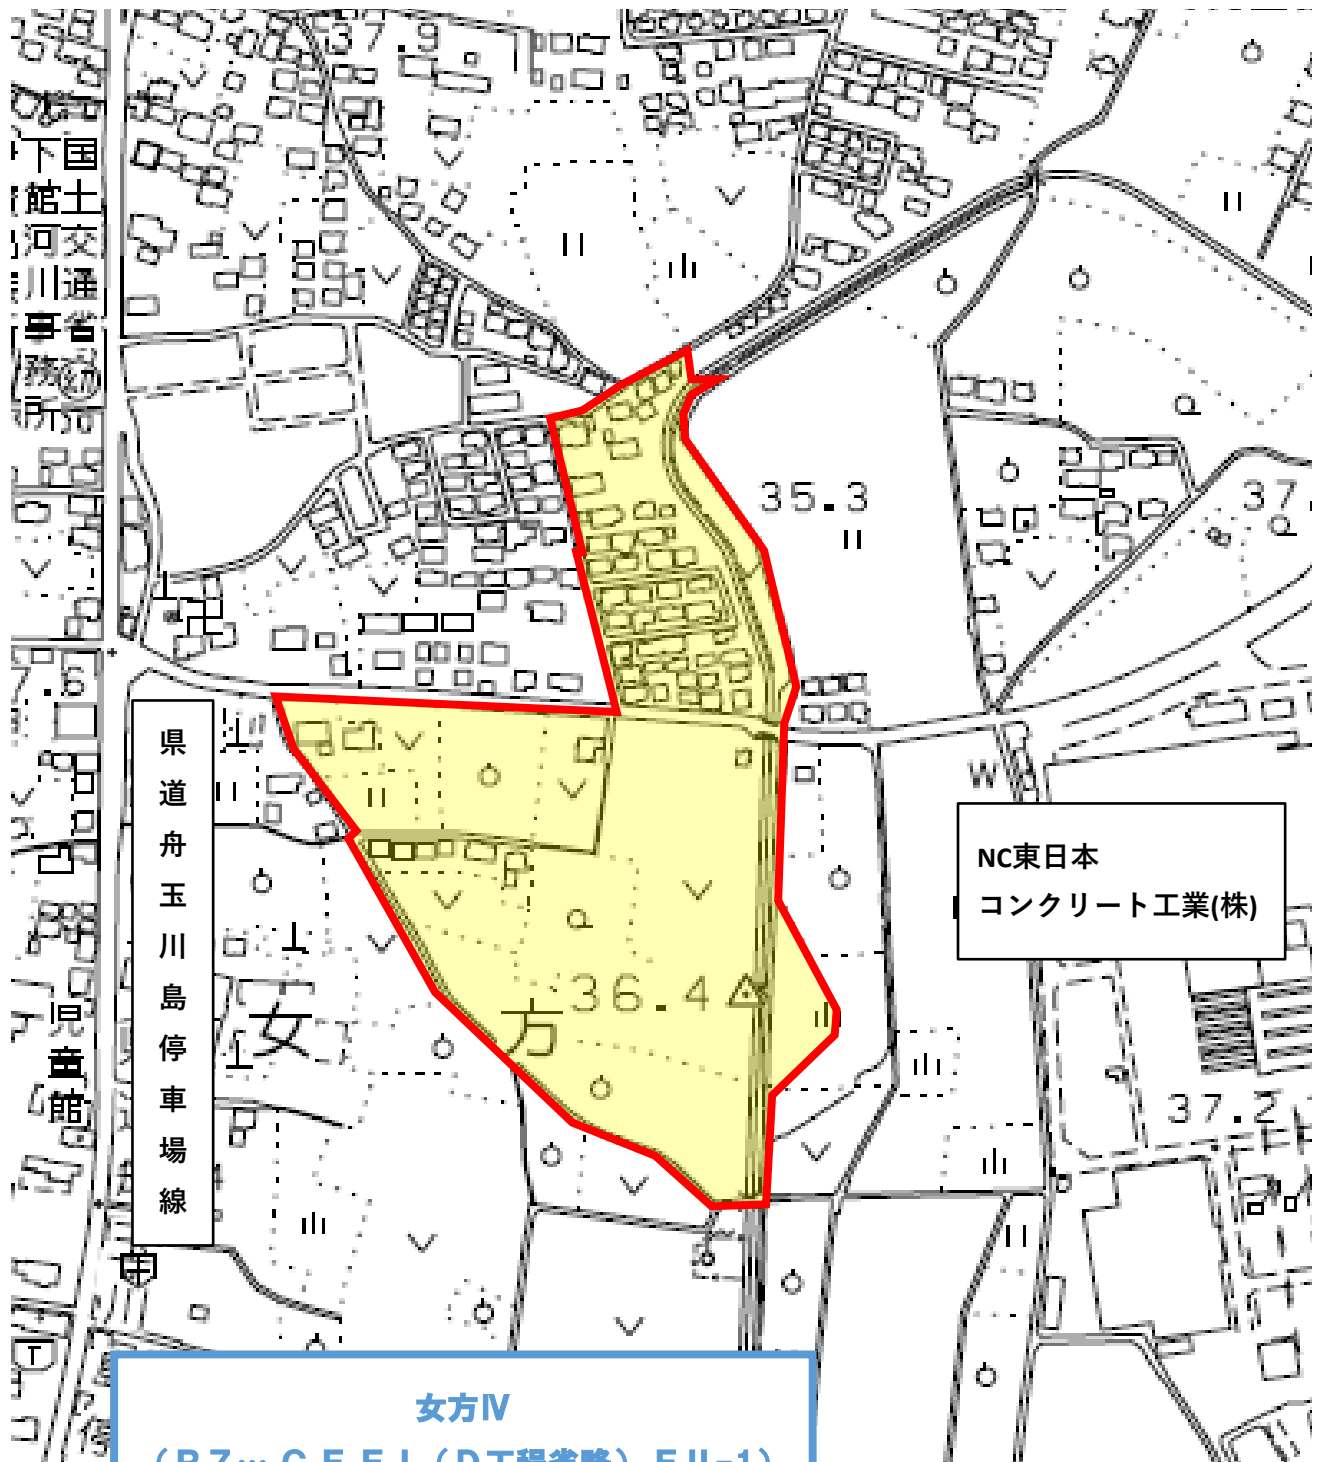 37.9
国土交通省
下館河川事務所
35.3
37.
7.6
県道舟玉川島停車場線
W
NC東日本
コンクリート工業(株)
36.4
女方
児童館
37.2
女方Ⅳ